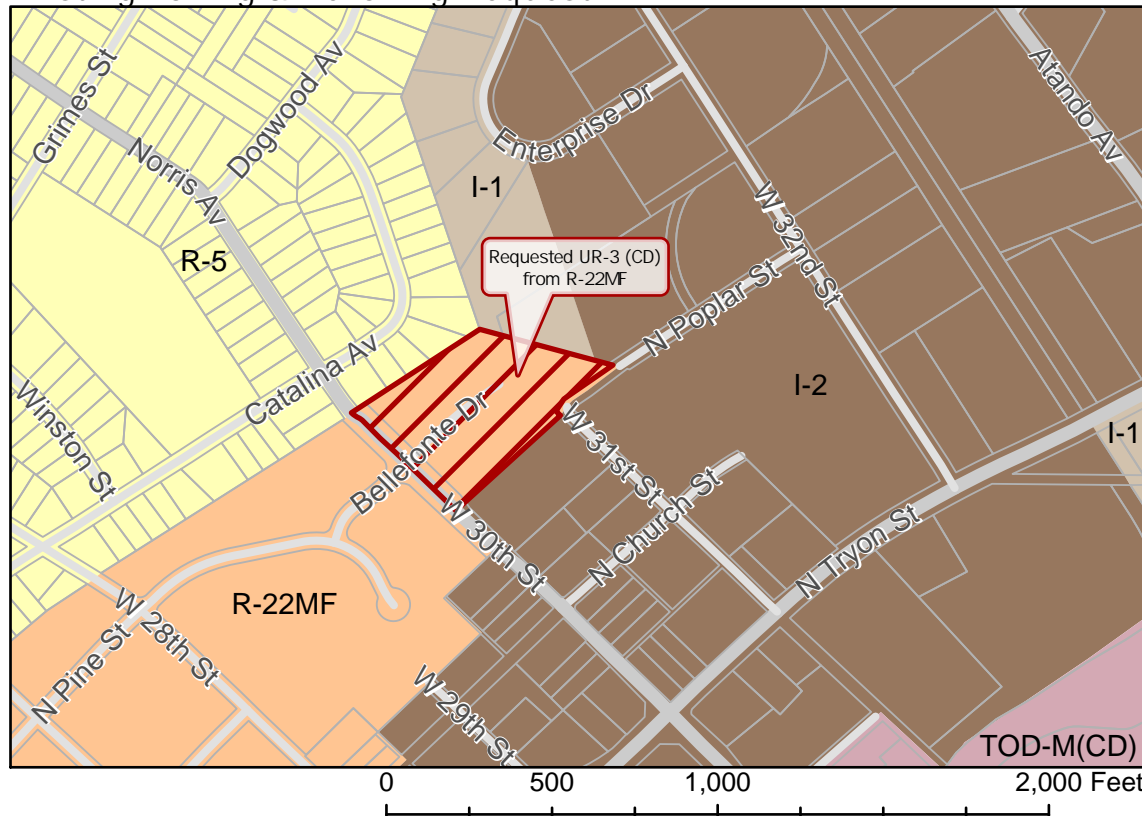 Grimes St
Dogwood Av
Norris Av
Enterprise Dr
Atando Av
I-1
R-5
W 32nd St
Requested UR-3 (CD)
from R-22MF
N Poplar St
Catalina Av
Winston St
I-2
I-1
Bellefonte Dr
W 31st St
N Church St
W 30th St
N Tryon St
R-22MF
W 28th St
N Pine St
W 29th St
TOD-M(CD)
0 500 1,000 2,000 Feet